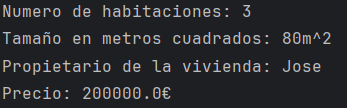 Numero de habitaciones: 3
Tamaño en metros cuadrados: 80m^2
Propietario de la vivienda: Jose
Precio: 200000.0€